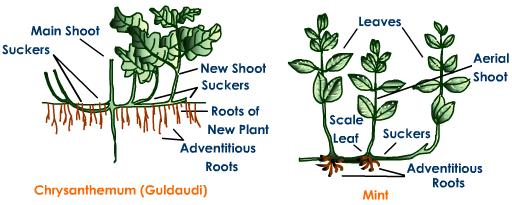 Main Shoot
Suckers
New Shoot
Suckers
Roots of
New Plant
Adventitious
Roots
Chrysanthemum (Guldaudi)
Leaves
Aerial
Shoot
Scale
Leaf
Suckers
Adventitious
Roots
Mint